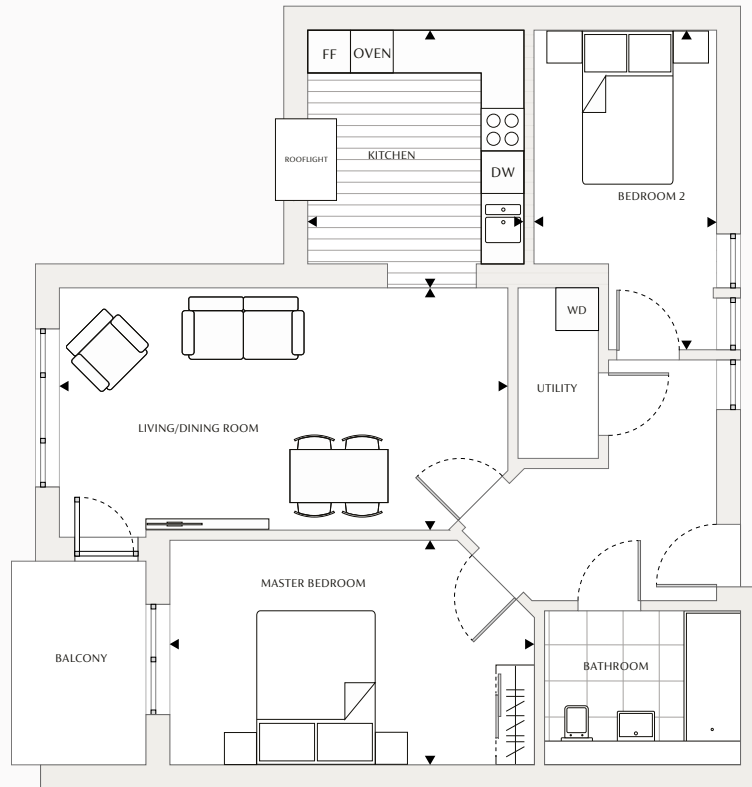 FF
OVEN
ROOFLIGHT
KITCHEN
DW
BEDROOM 2
WD
UTILITY
LIVING/DINING ROOM
MASTER BEDROOM
BALCONY
BATHROOM